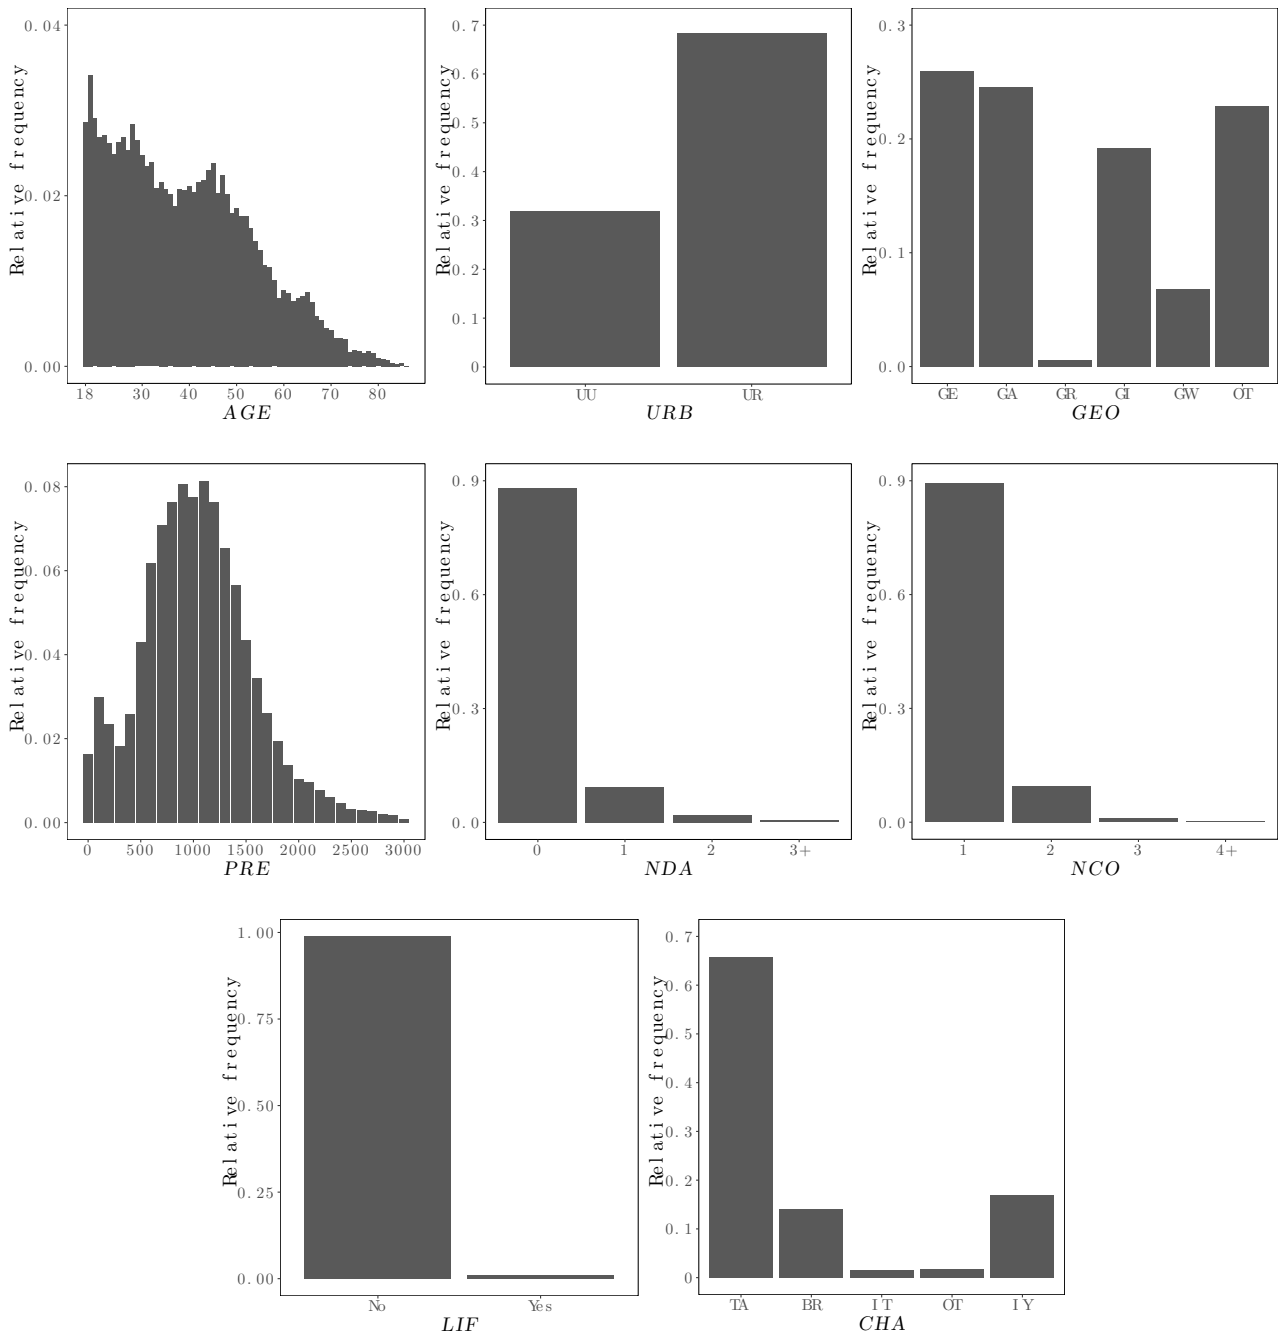 Relative frequency
0.04
0.02
0.00
18 30 40 50 60 70 80
AGE
Relative frequency
0.7
0.6
0.5
0.4
0.3
0.2
0.1
0
UU UR
URB
Relative frequency
0.3
0.2
0.1
0.0
GE GA GR GI GW OT
GEO
Relative frequency
0.08
0.06
0.04
0.02
0.00
0 500 1000 1500 2000 2500 3000
PRE
Relative frequency
0.9
0.6
0.3
0.0
0 1 2 3+
NDA
Relative frequency
0.9
0.6
0.3
0.0
1 2 3 4+
NCO
Relative frequency
1.00
0.75
0.50
0.25
0.00
No Yes
LIF
Relative frequency
0.7
0.6
0.5
0.4
0.3
0.2
0.1
0
TA BR IT OT IY
CHA